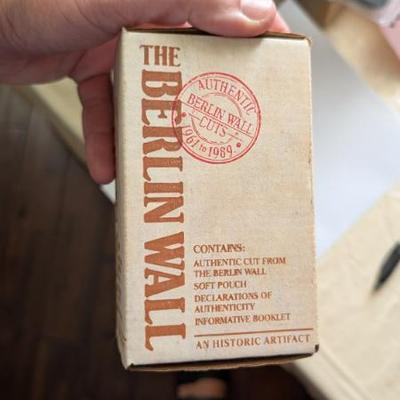 THE
BERLIN WALL
AUTHENTIC
BERLIN WALL
CUTS
1961 to 1989
CONTAINS:
AUTHENTIC CUT FROM
THE BERLIN WALL
SOFT POUCH
DECLARATIONS OF
AUTHENTICITY
INFORMATIVE BOOKLET
AN HISTORIC ARTIFACT